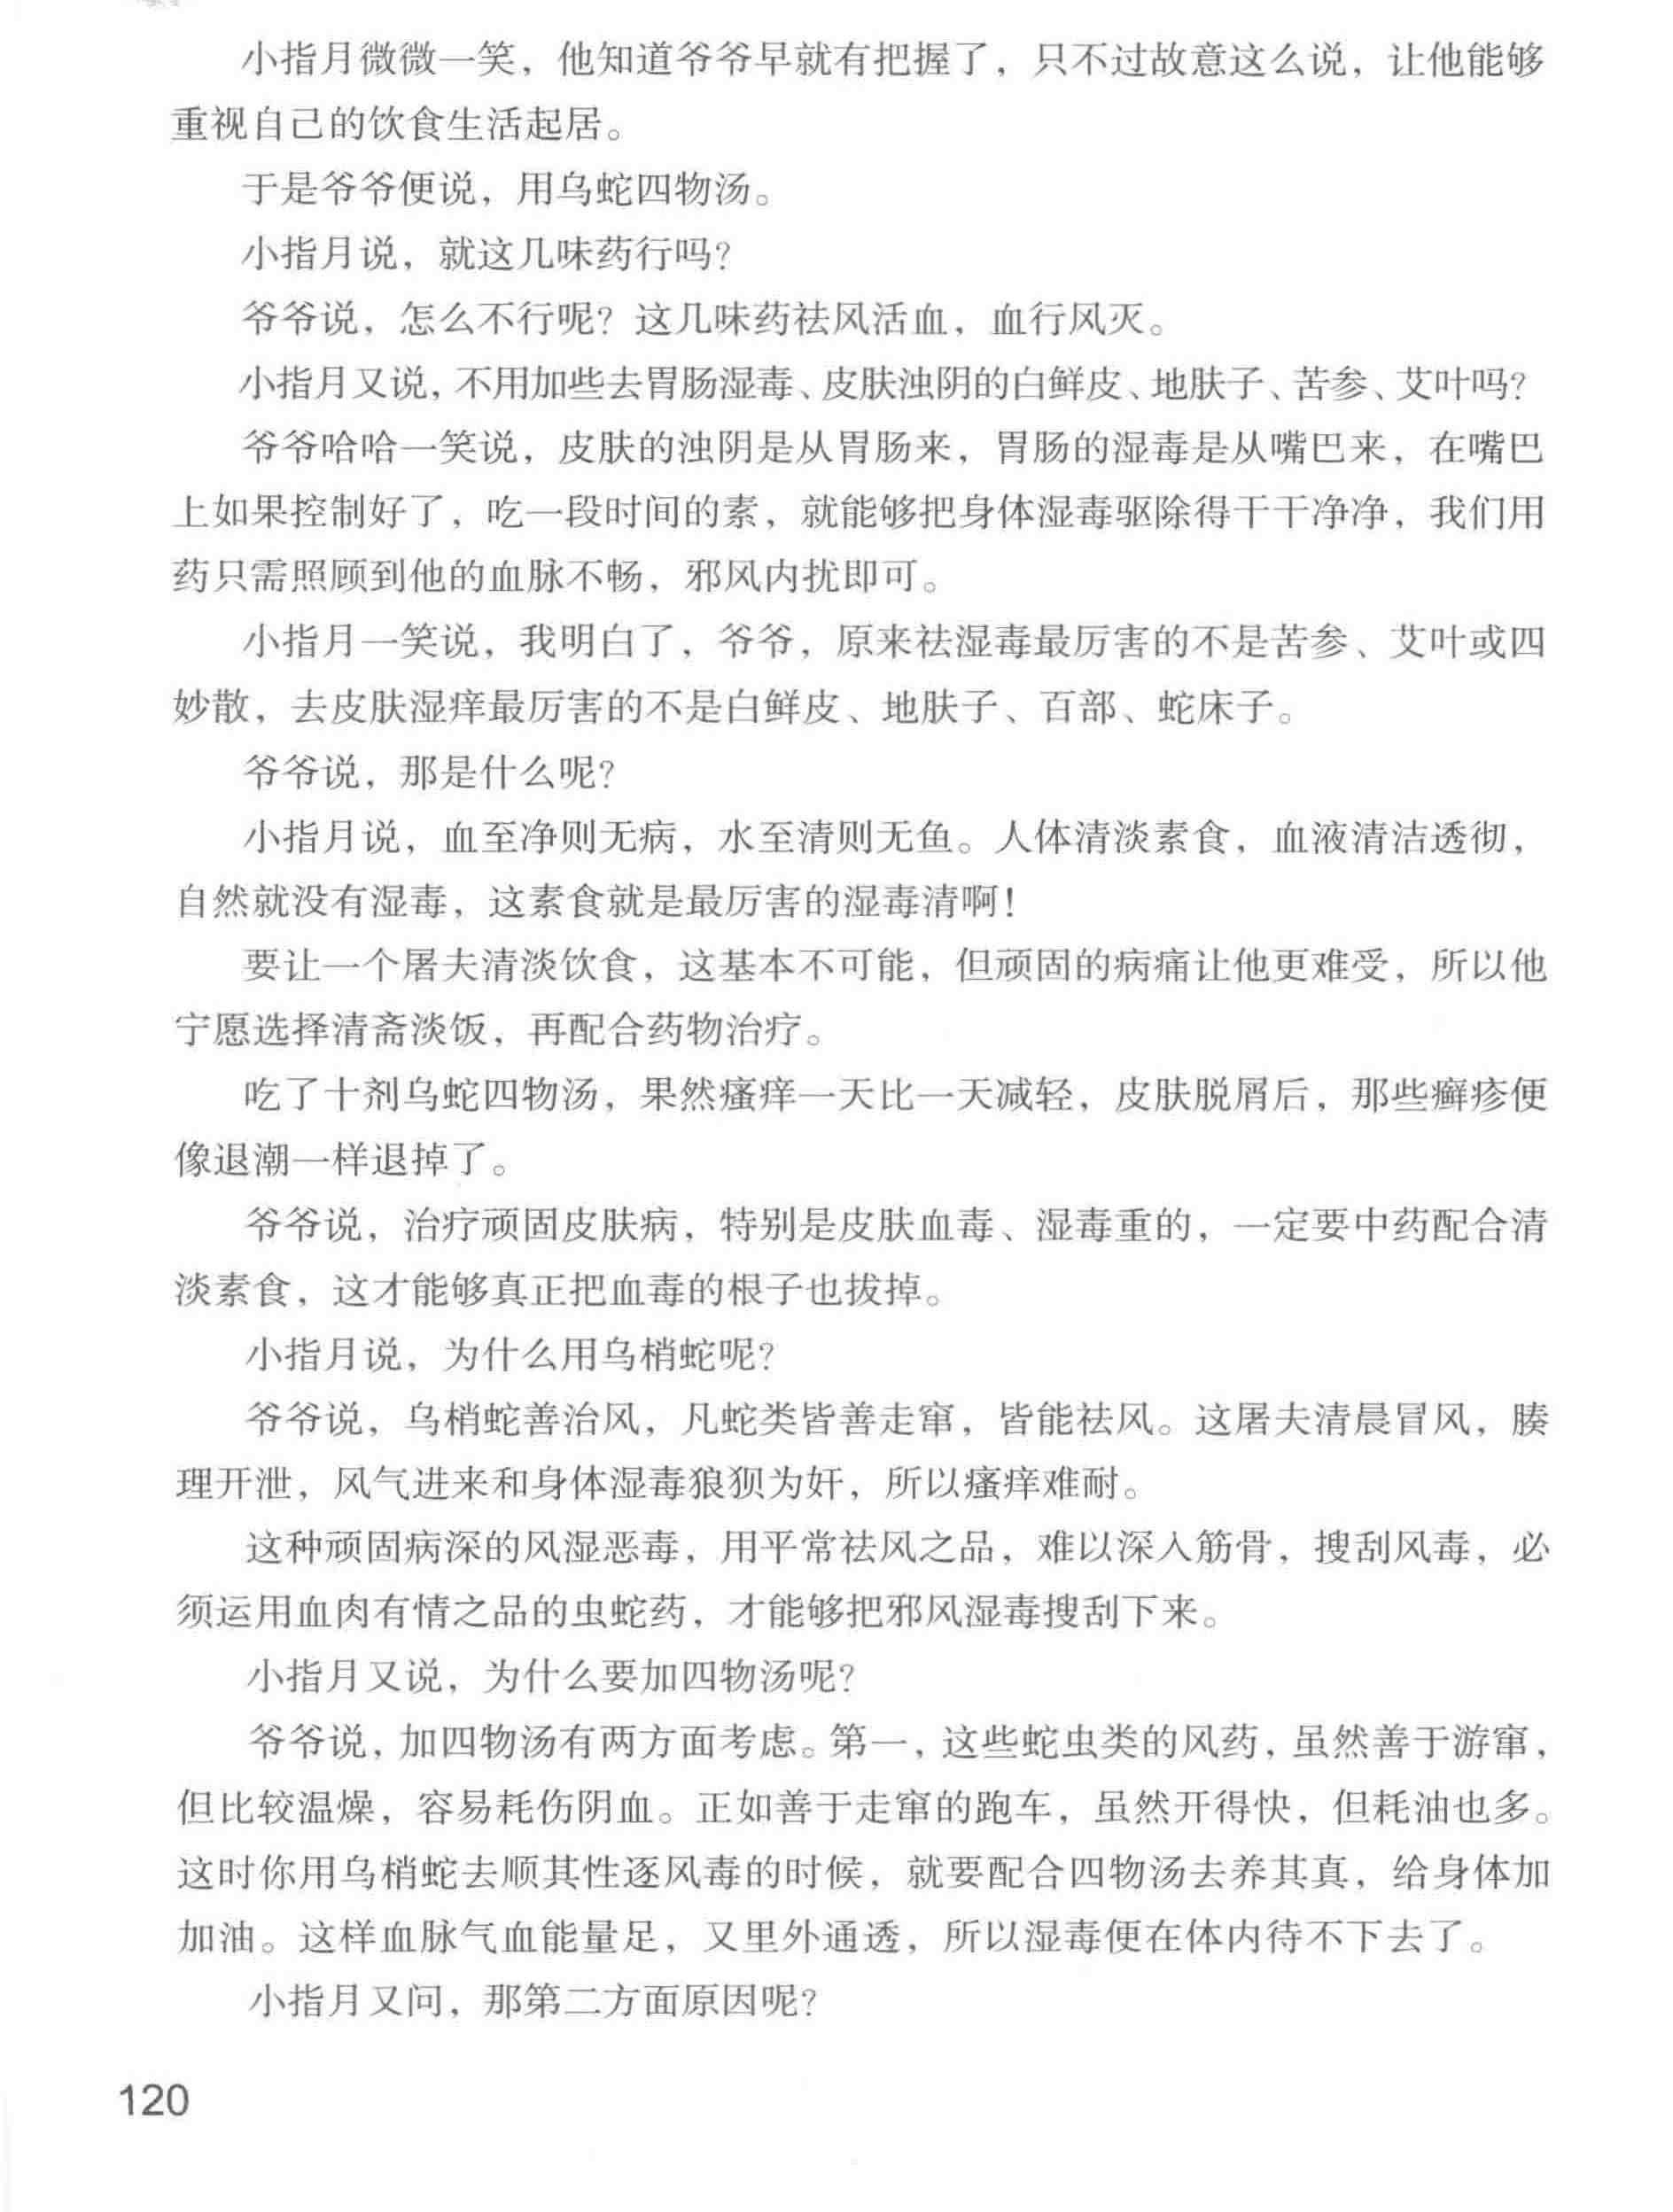 小指月微微一笑，他知道爷爷早就有把握了，只不过故意这么说，让他能够
重视自己的饮食生活起居。
于是爷爷便说，用乌蛇四物汤。
小指月说，就这几味药行吗？
爷爷说，怎么不行呢？这几味药祛风活血，血行风灭。
小指月又说，不用加些去胃肠湿毒、皮肤浊阴的白鲜皮、地肤子、苦参、艾叶吗？
爷爷哈哈一笑说，皮肤的浊阴是从胃肠来，胃肠的湿毒是从嘴巴来，在嘴巴
上如果控制好了，吃一段时间的素，就能够把身体湿毒驱除得干干净净，我们用
药只需照顾到他的血脉不畅，邪风内扰即可。
小指月一笑说，我明白了，爷爷，原来祛湿毒最厉害的不是苦参、艾叶或四
妙散，去皮肤湿痒最厉害的不是白鲜皮、地肤子、百部、蛇床子。
爷爷说，那是什么呢？
小指月说，血至净则无病，水至清则无鱼。人体清淡素食，血液清洁透彻，
自然就没有湿毒，这素食就是最厉害的湿毒清啊！
要让一个屠夫清淡饮食，这基本不可能，但顽固的病痛让他更难受，所以他
宁愿选择清斋淡饭，再配合药物治疗。
吃了十剂乌蛇四物汤，果然瘙痒一天比一天减轻，皮肤脱屑后，那些癣疹便
像退潮一样退掉了。
爷爷说，治疗顽固皮肤病，特别是皮肤血毒、湿毒重的，一定要中药配合清
淡素食，这才能够真正把血毒的根子也拔掉。
小指月说，为什么用乌梢蛇呢？
爷爷说，乌梢蛇善治风，凡蛇类皆善走窜，皆能祛风。这屠夫清晨冒风，腠
理开泄，风气进来和身体湿毒狼狈为奸，所以瘙痒难耐。
这种顽固病深的风湿恶毒，用平常祛风之品，难以深入筋骨，搜刮风毒，必
须运用血肉有情之品的虫蛇药，才能够把邪风湿毒搜刮下来。
小指月又说，为什么要加四物汤呢？
爷爷说，加四物汤有两方面考虑。第一，这些蛇虫类的风药，虽然善于游窜，
但比较温燥，容易耗伤阴血。正如善于走窜的跑车，虽然开得快，但耗油也多。
这时你用乌梢蛇去顺其性逐风毒的时候，就要配合四物汤去养其真，给身体加
加油。这样血脉气血能量足，又里外通透，所以湿毒便在体内待不下去了。
小指月又问，那第二方面原因呢？
120